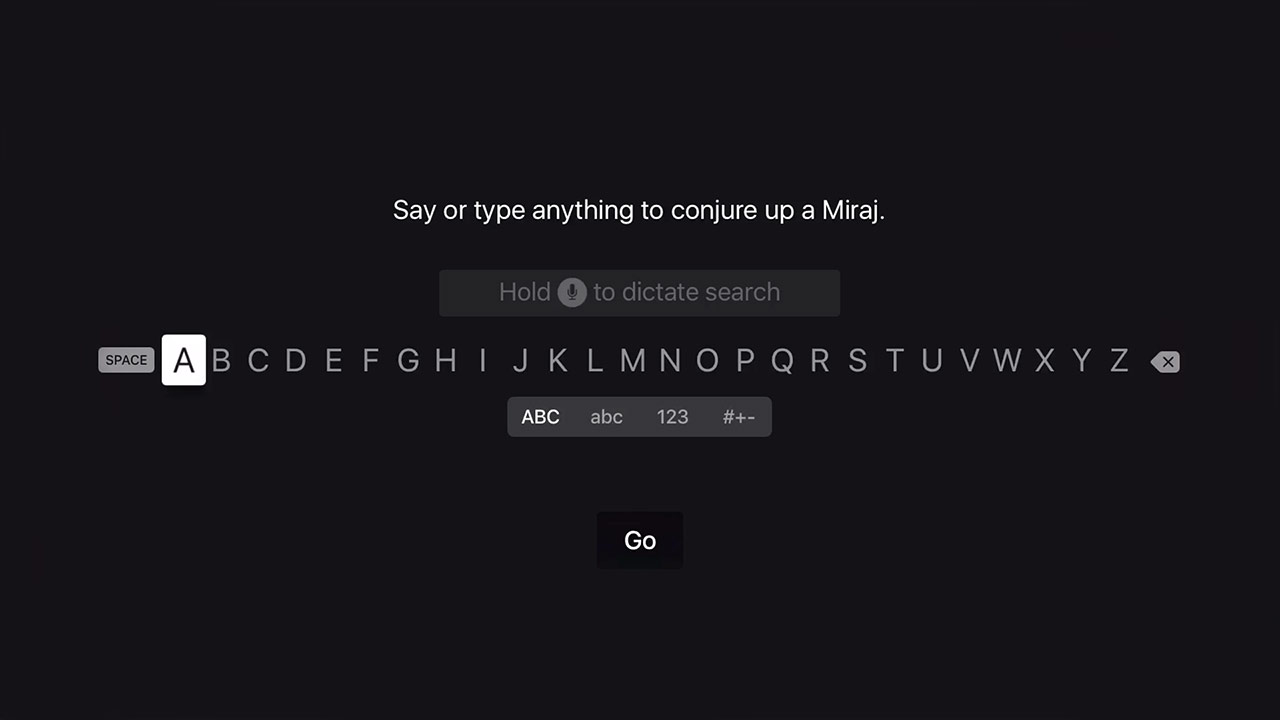 Say or type anything to conjure up a Miraj.
Hold to dictate search
SPACE A B C D E F G H I J K L M N O P Q R S T U V W X Y Z
ABC abc 123 #+-
Go